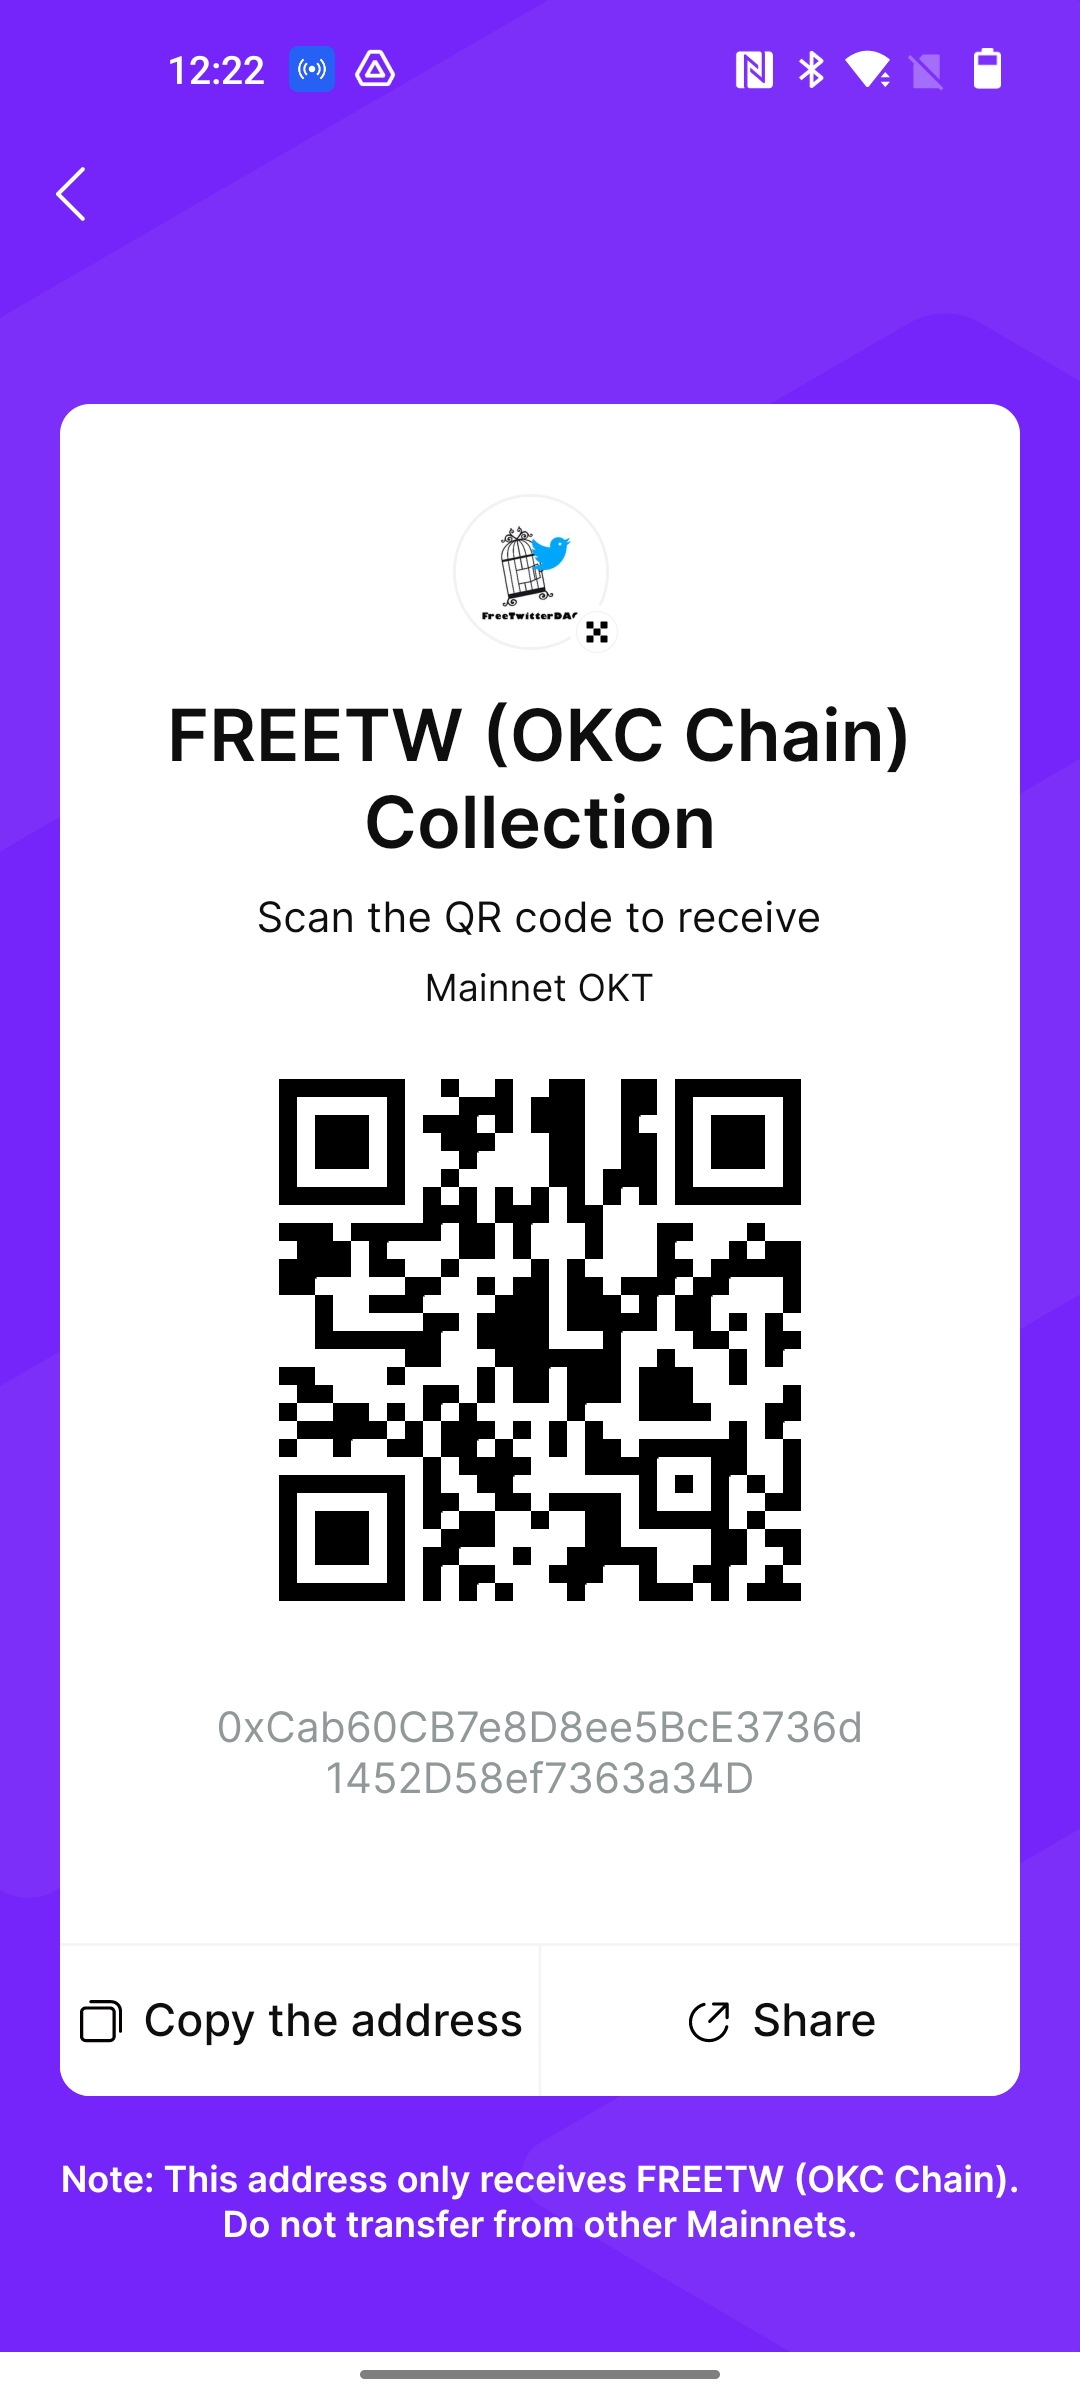 12:22
FreeTwitterDAO
FREETW (OKC Chain)
Collection
Scan the QR code to receive
Mainnet OKT
0xCab60CB7e8D8ee5BcE3736d
1452D58ef7363a34D
Copy the address
Share
Note: This address only receives FREETW (OKC Chain).
Do not transfer from other Mainnets.